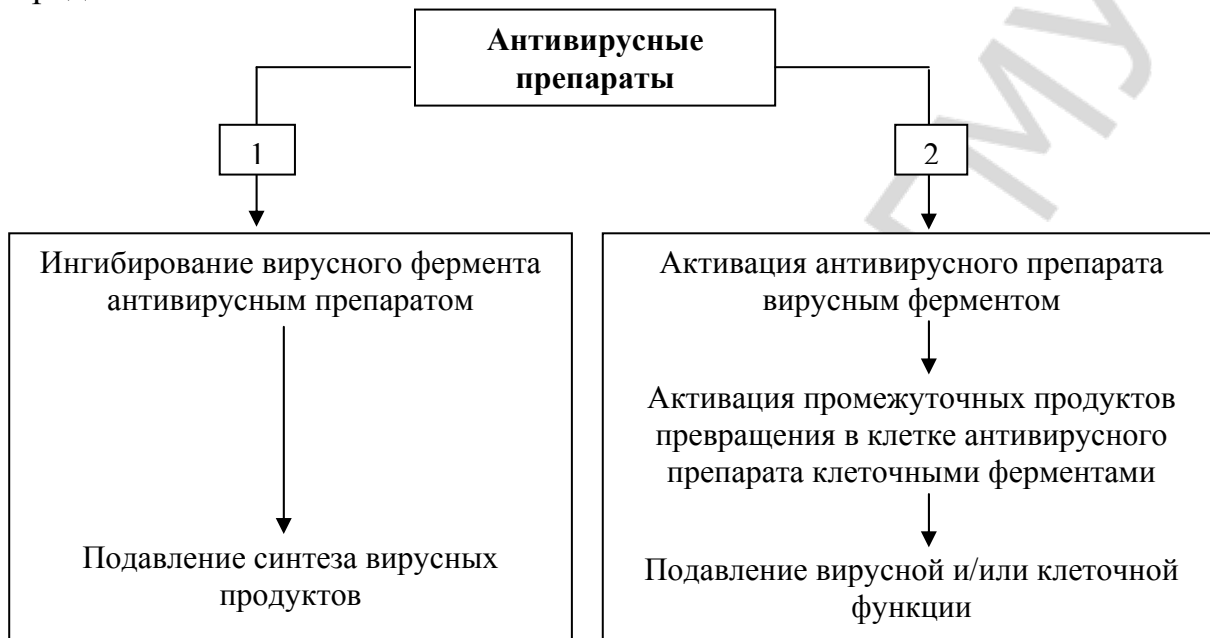 Антивирусные
препараты
1
2
Ингибирование вирусного фермента
антивирусным препаратом
Подавление синтеза вирусных
продуктов
Активация антивирусного препарата
вирусным ферментом
Активация промежуточных продуктов
превращения в клетке антивирусного
препарата клеточными ферментами
Подавление вирусной и/или клеточной
функции